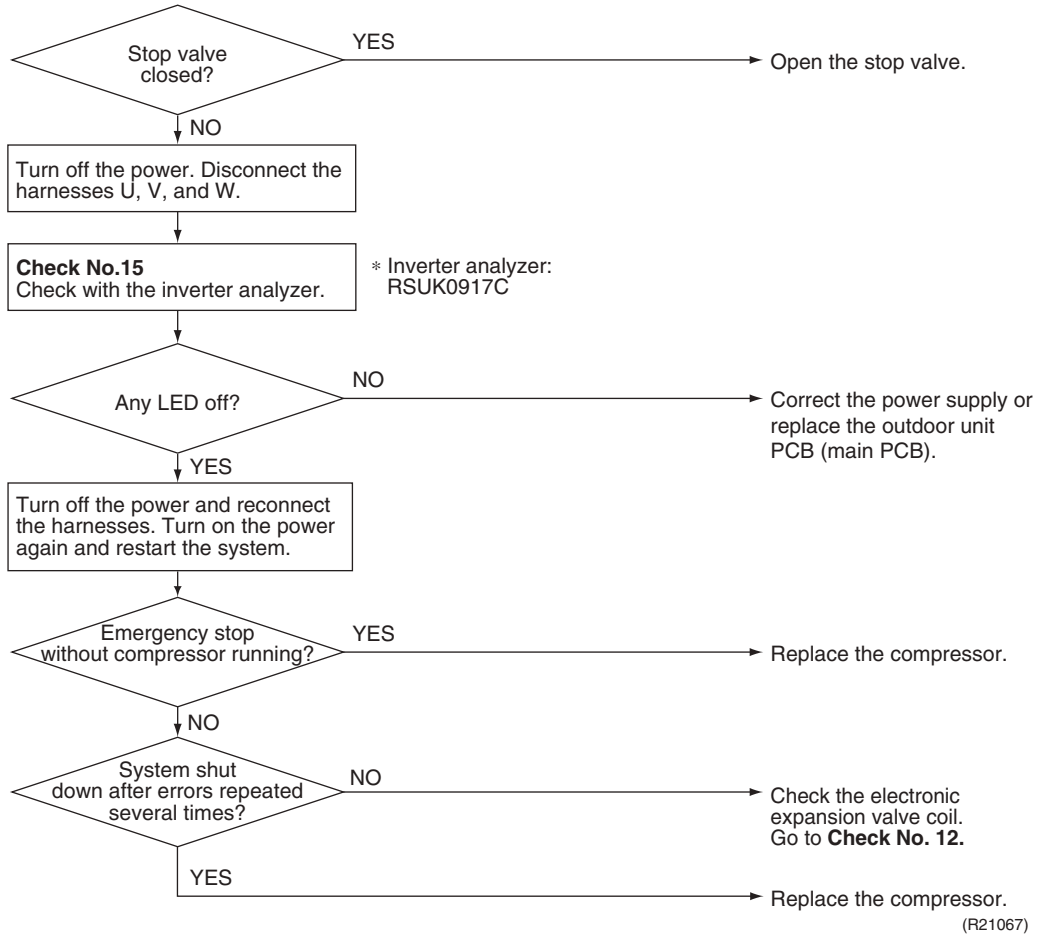 Stop valve
closed?
YES
Open the stop valve.
NO
Turn off the power. Disconnect the
harnesses U, V, and W.
Check No.15
Check with the inverter analyzer.
* Inverter analyzer:
RSUK0917C
Any LED off?
NO
Correct the power supply or
replace the outdoor unit
PCB (main PCB).
YES
Turn off the power and reconnect
the harnesses. Turn on the power
again and restart the system.
Emergency stop
without compressor running?
YES
Replace the compressor.
NO
System shut
down after errors repeated
several times?
NO
Check the electronic
expansion valve coil.
Go to Check No. 12.
YES
Replace the compressor.
(R21067)